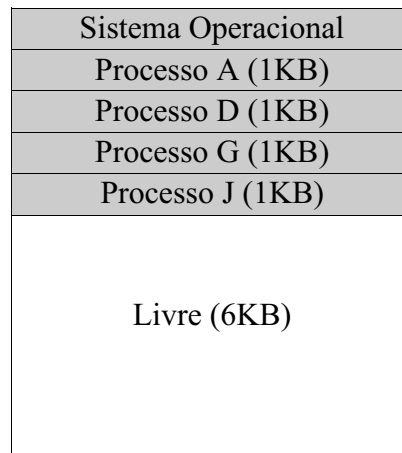 Sistema Operacional
Processo A (1KB)
Processo D (1KB)
Processo G (1KB)
Processo J (1KB)
Livre (6KB)